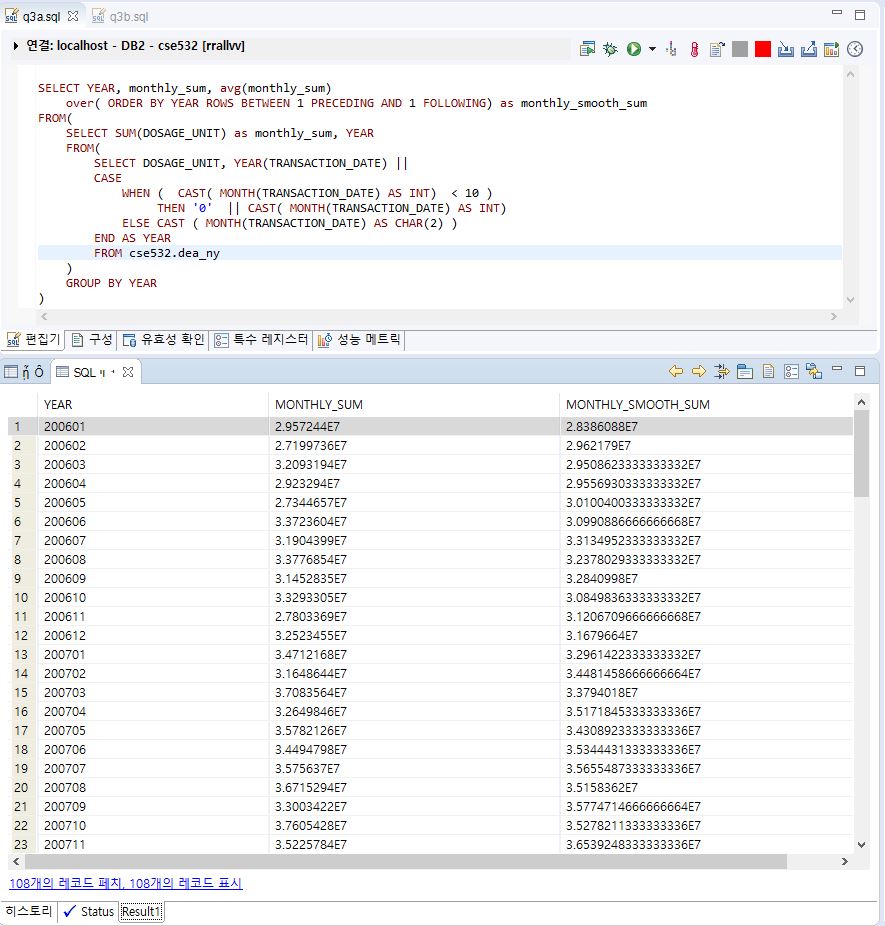 q3a.sql q3b.sql
연결: localhost - DB2 - cse532 [rrallvv]
SELECT YEAR, monthly_sum, avg(monthly_sum)
over( ORDER BY YEAR ROWS BETWEEN 1 PRECEDING AND 1 FOLLOWING) as monthly_smooth_sum
FROM(
SELECT SUM(DOSAGE_UNIT) as monthly_sum, YEAR
FROM(
SELECT DOSAGE_UNIT, YEAR(TRANSACTION_DATE) ||
CASE
WHEN ( CAST( MONTH(TRANSACTION_DATE) AS INT) < 10 )
THEN '0' || CAST( MONTH(TRANSACTION_DATE) AS INT)
ELSE CAST ( MONTH(TRANSACTION_DATE) AS CHAR(2) )
END AS YEAR
FROM cse532.dea_ny
)
GROUP BY YEAR
)
편집기 구성 유효성 확인 특수 레지스터 성능 메트릭
SQL
YEAR MONTHLY_SUM MONTHLY_SMOOTH_SUM
1 200601 2.957244E7 2.8386088E7
2 200602 2.7199736E7 2.962179E7
3 200603 3.2093194E7 2.9508623333333332E7
4 200604 2.923294E7 2.9556930333333332E7
5 200605 2.7344657E7 3.0100400333333332E7
6 200606 3.3723604E7 3.0990886666666668E7
7 200607 3.1904399E7 3.3134952333333332E7
8 200608 3.3776854E7 3.2378029333333332E7
9 200609 3.1452835E7 3.2840998E7
10 200610 3.3293305E7 3.0849836333333332E7
11 200611 2.7803369E7 3.1206709666666668E7
12 200612 3.2523455E7 3.1679664E7
13 200701 3.4712168E7 3.2961422333333332E7
14 200702 3.1648644E7 3.4481458666666664E7
15 200703 3.7083564E7 3.3794018E7
16 200704 3.2649846E7 3.5171845333333336E7
17 200705 3.5782126E7 3.4308923333333336E7
18 200706 3.4494798E7 3.5344431333333336E7
19 200707 3.575637E7 3.5655487333333336E7
20 200708 3.6715294E7 3.5158362E7
21 200709 3.3003422E7 3.5774714666666664E7
22 200710 3.7605428E7 3.5278211333333336E7
23 200711 3.5225784E7 3.6539248333333336E7
108개의 레코드 페치, 108개의 레코드 표시
히스토리 Status Result1